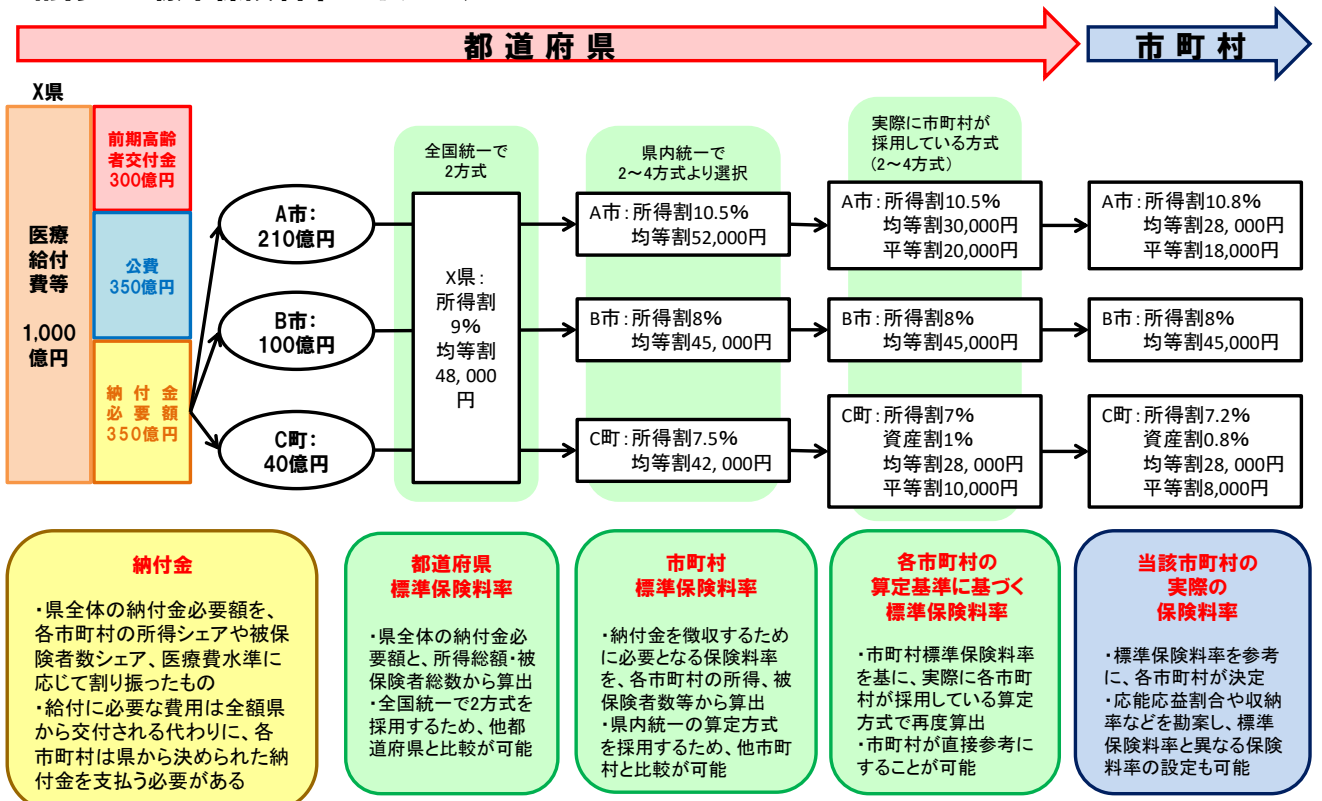 都道府県
市町村
X県
医療
給付
費等
1,000
億円
前期高齢
者交付金
300億円
公費
350億円
納付金
必要額
350億円
A市：
210億円
B市：
100億円
C町：
40億円
全国統一で
2方式
X県：
所得割
9%
均等割
48,000
円
県内統一で
2～4方式より選択
A市：所得割10.5%
均等割52,000円
B市：所得割8%
均等割45,000円
C町：所得割7.5%
均等割42,000円
実際に市町村が
採用している方式
(2～4方式)
A市：所得割10.5%
均等割30,000円
平等割20,000円
B市：所得割8%
均等割45,000円
C町：所得割7%
資産割1%
均等割28,000円
平等割10,000円
A市：所得割10.8%
均等割28,000円
平等割18,000円
B市：所得割8%
均等割45,000円
C町：所得割7.2%
資産割0.8%
均等割28,000円
平等割8,000円
納付金
・県全体の納付金必要額を、
各市町村の所得シェアや被保
険者数シェア、医療費水準に
応じて割り振ったもの
・給付に必要な費用は全額県
から交付される代わりに、各
市町村は県から決められた納
付金を支払う必要がある
都道府県
標準保険料率
・県全体の納付金必
要額と、所得総額・被
保険者総数から算出
・全国統一で2方式を
採用するため、他都
道府県と比較が可能
市町村
標準保険料率
・納付金を徴収するため
に必要となる保険料率
を、各市町村の所得、被
保険者数等から算出
・県内統一の算定方式
を採用するため、他市町
村と比較が可能
各市町村の
算定基準に基づく
標準保険料率
・市町村標準保険料率
を基に、実際に各市町
村が採用している算定
方式で再度算出
・市町村が直接参考に
することが可能
当該市町村の
実際の
保険料率
・標準保険料率を参考
に、各市町村が決定
・応能応益割合や収納
率などを勘案し、標準
保険料率と異なる保険
料率の設定も可能